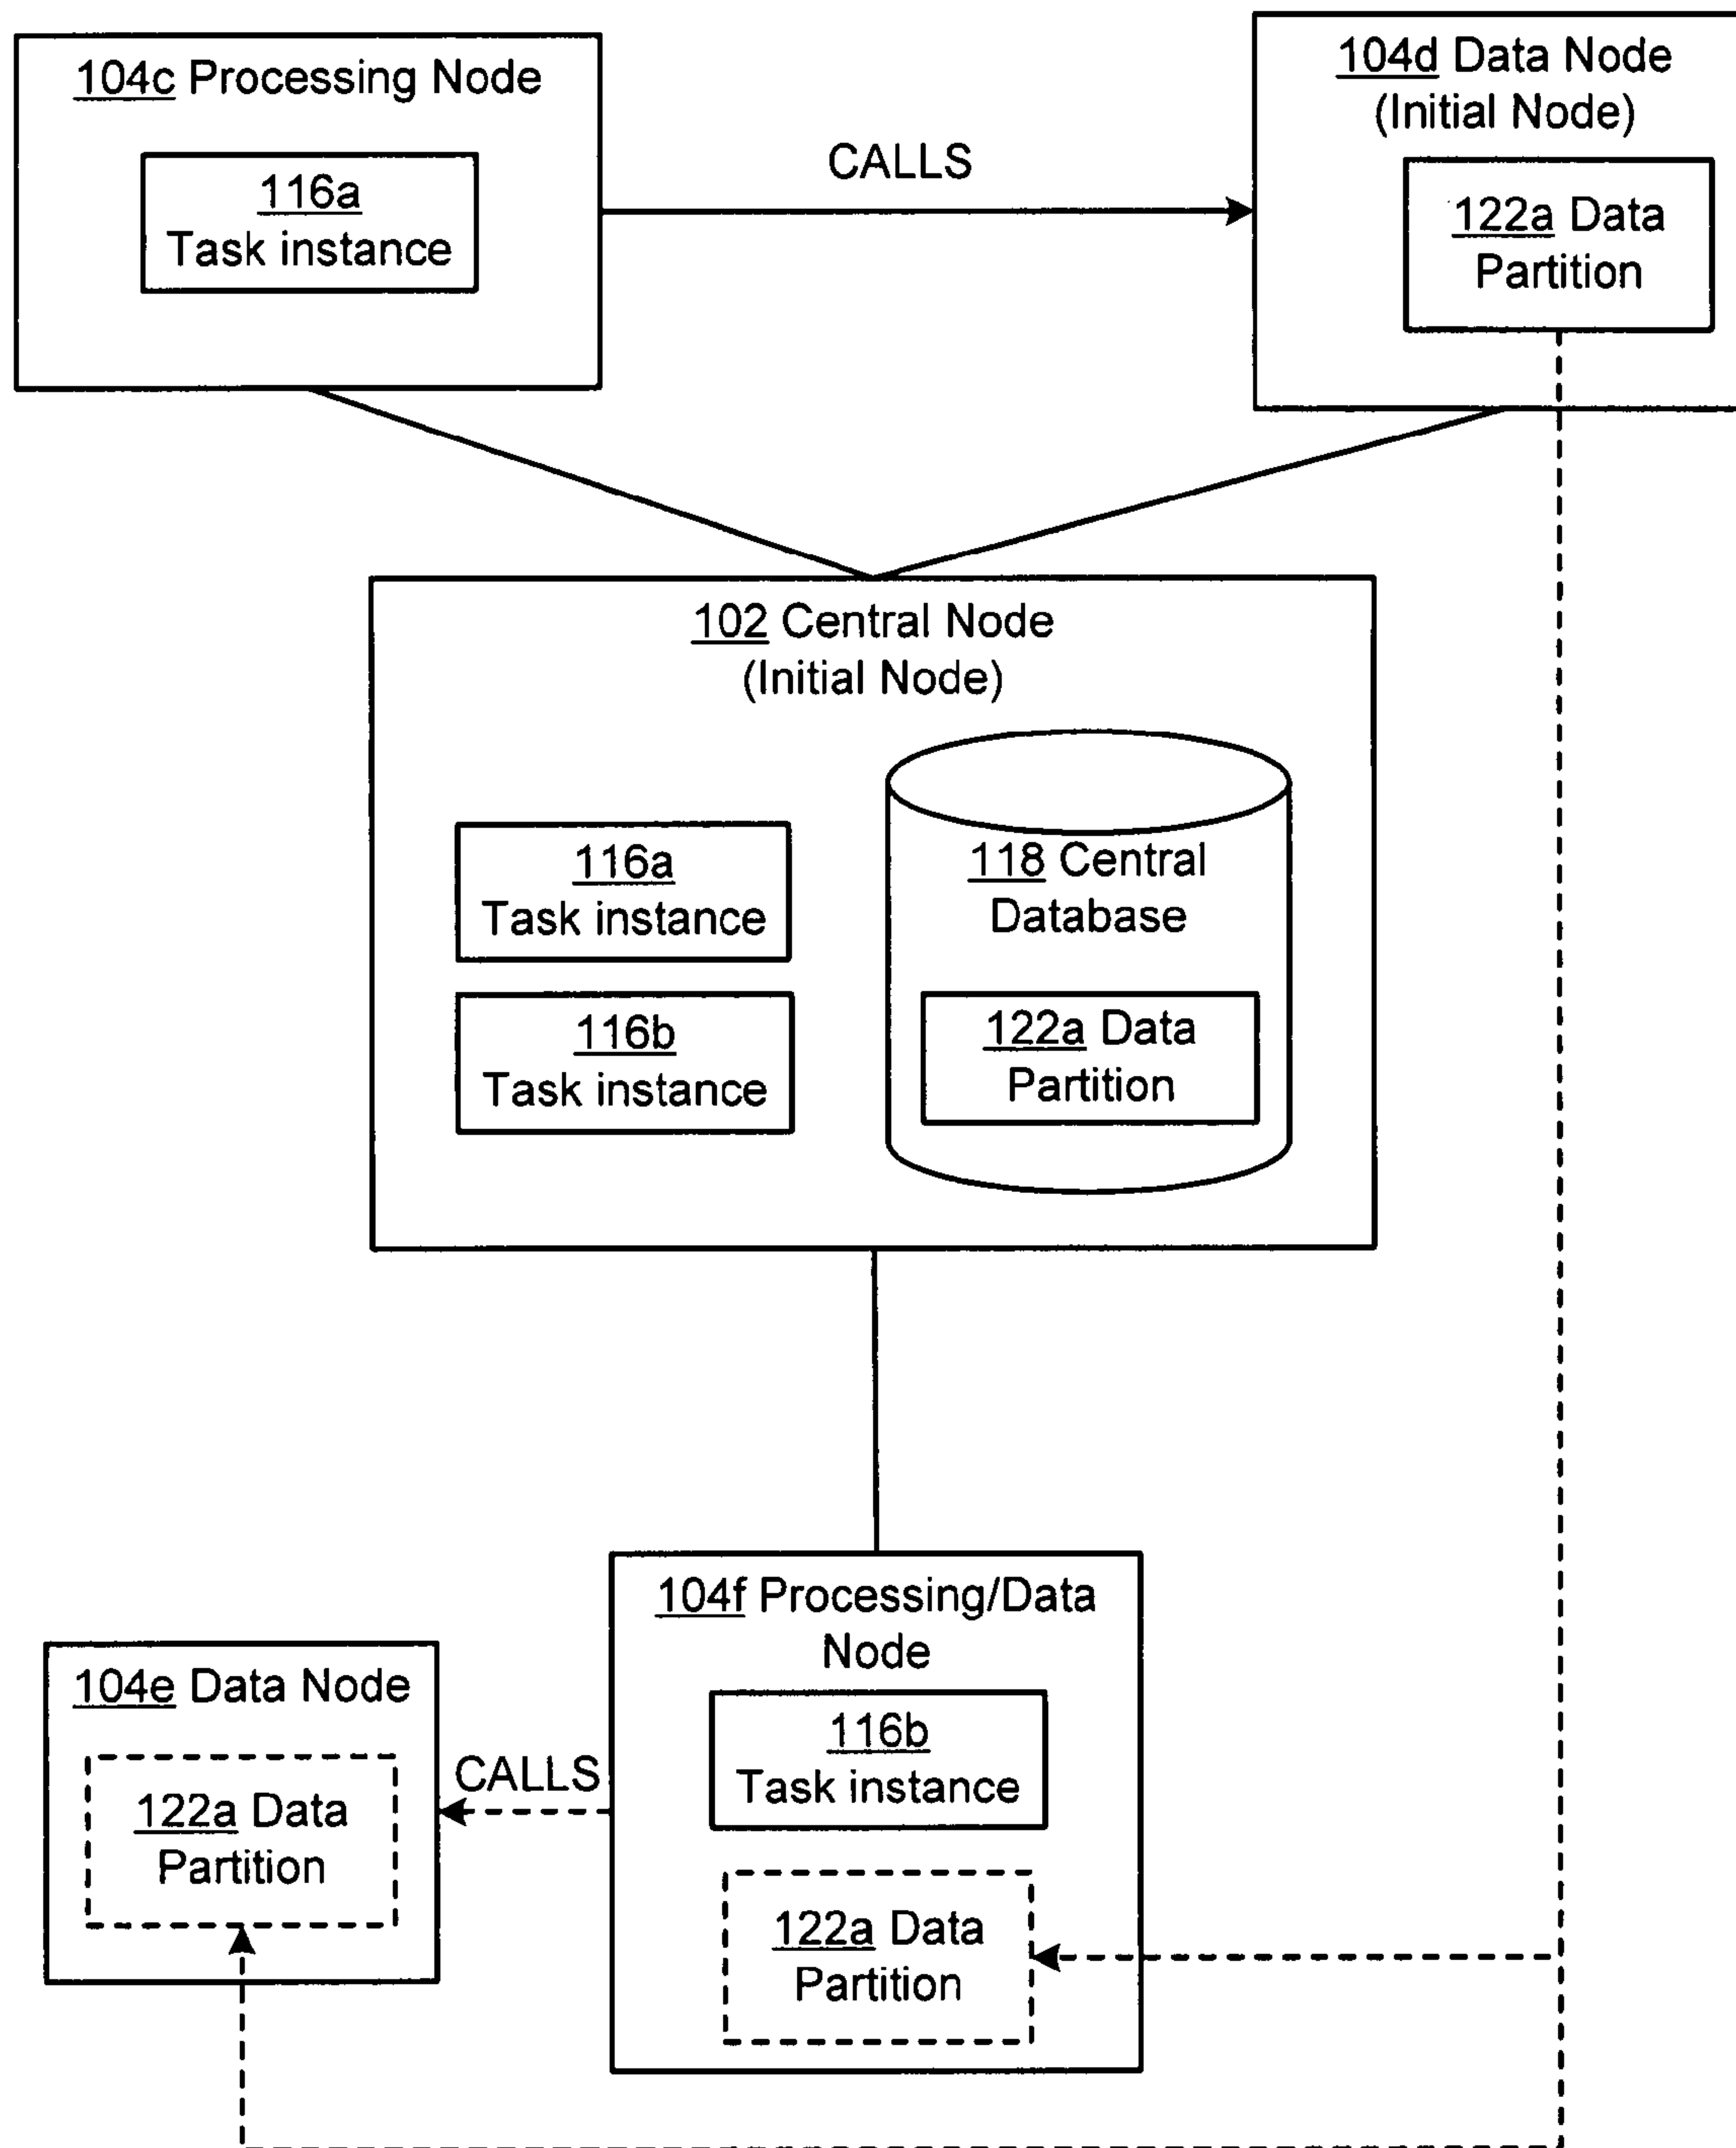 104c Processing Node
116a
Task instance
CALLS
104d Data Node
(Initial Node)
122a Data
Partition
102 Central Node
(Initial Node)
116a
Task instance
116b
Task instance
118 Central
Database
122a Data
Partition
104f Processing/Data
Node
116b
Task instance
122a Data
Partition
CALLS
104e Data Node
122a Data
Partition